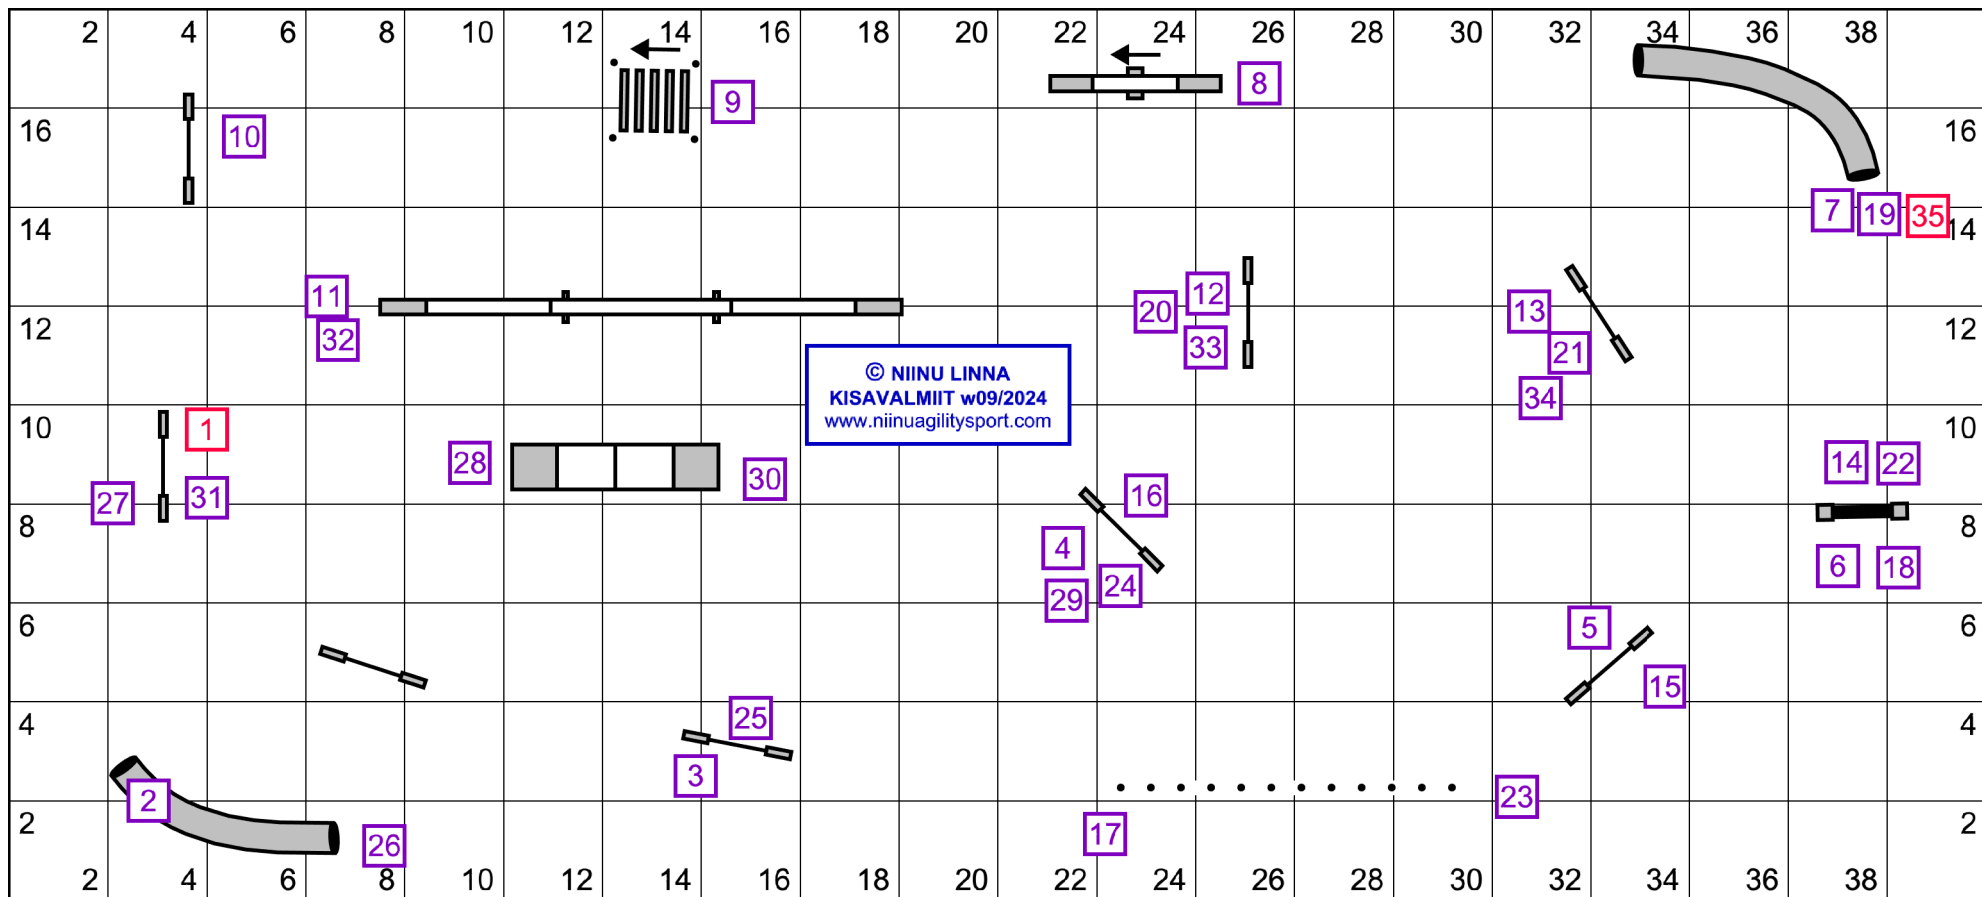 2 4 6 8 10 12 14 16 18 20 22 24 26 28 30 32 34 36 38
8
9
16 10 16
7 19 35
14 14
11 12
20 13
12 32 33 21 12
© NIINU LINNA
KISAVALMIIT w09/2024
www.niinuagilitysport.com
34
10 1 10
28 30 14 22
27 31 16
8 4 8
29 24 6 18
6 5 6
15
25
4 4
3
2 23
2 17 2
26
2 4 6 8 10 12 14 16 18 20 22 24 26 28 30 32 34 36 38